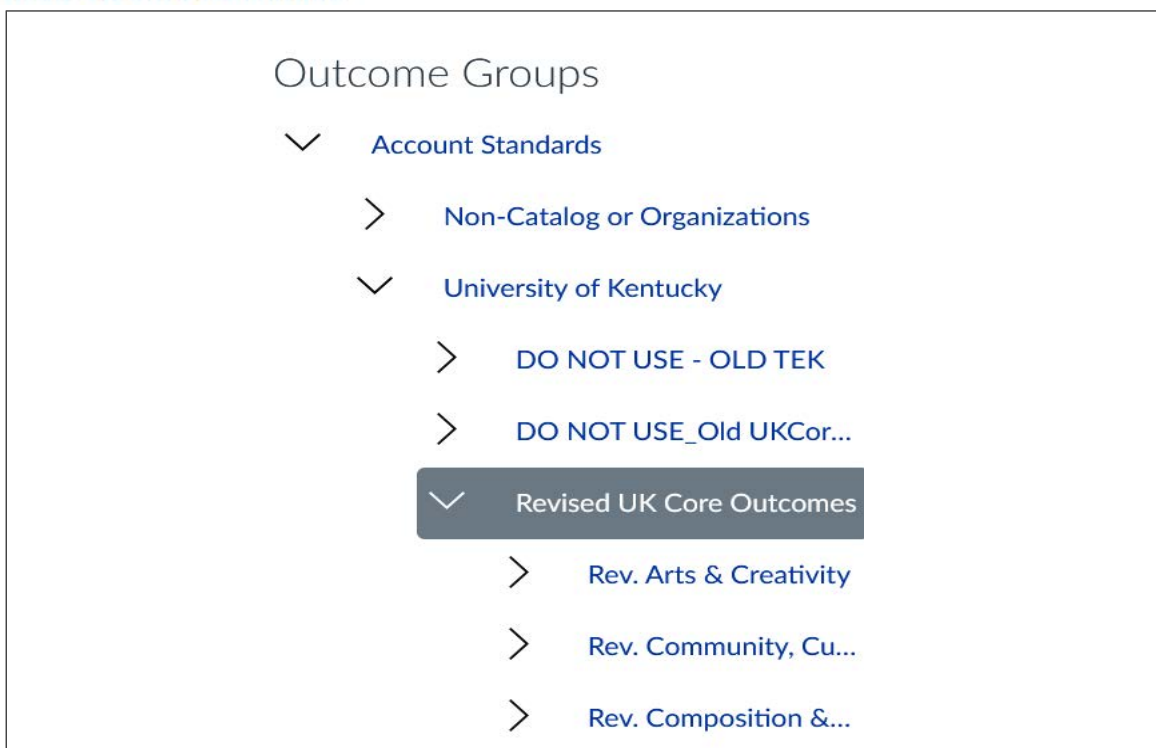 Outcome Groups
Account Standards
Non-Catalog or Organizations
University of Kentucky
DO NOT USE - OLD TEK
DO NOT USE_Old UKCor...
Revised UK Core Outcomes
Rev. Arts & Creativity
Rev. Community, Cu...
Rev. Composition &...